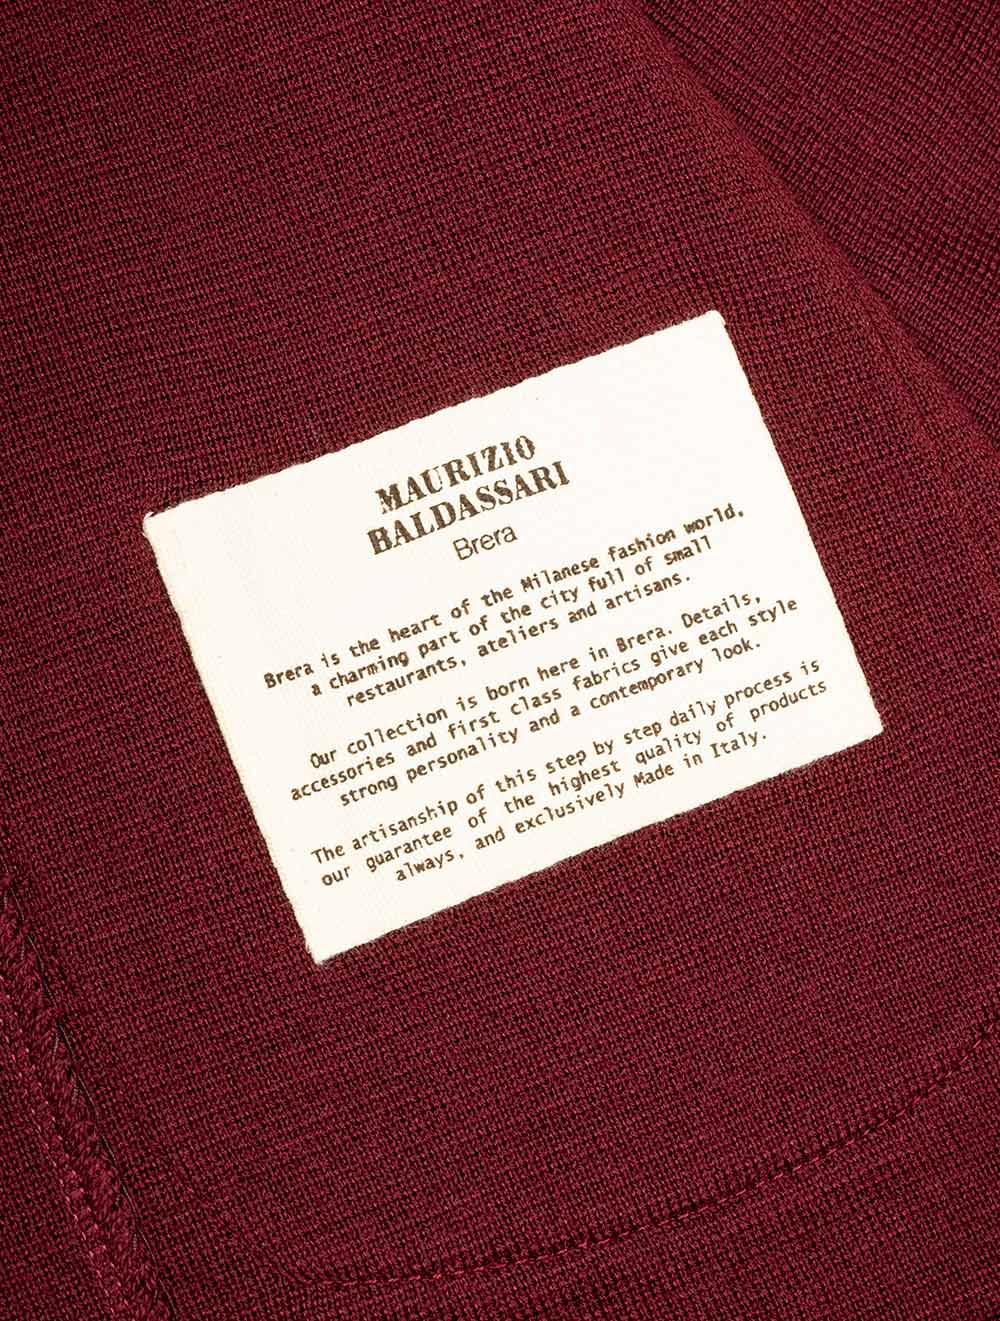 MAURIZIO
BALDASSARI
Brera
Brera is the heart of the Milanese fashion world,
a charming part of the city full of small
restaurants, ateliers and artisans.
Our collection is born here in Brera. Details,
accessories and first class fabrics give each style
strong personality and a contemporary look.
The artisanship of this step by step daily process is
our guarantee of the highest quality of products
always, and exclusively Made in Italy.